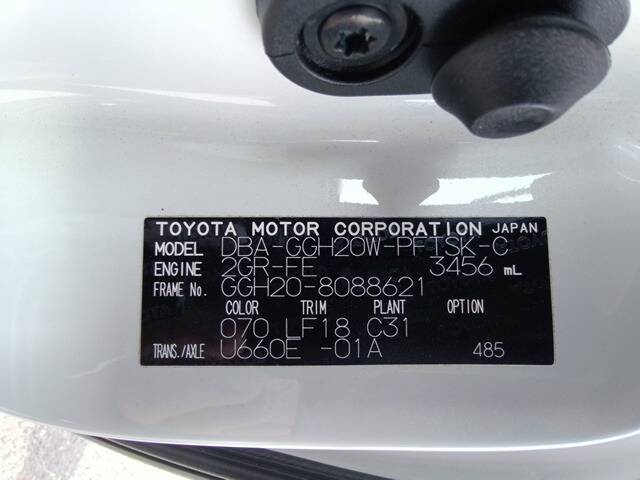 TOYOTA MOTOR CORPORATION JAPAN
MODEL DBA-GGH20W-PFTSK-C
ENGINE 2GR-FE 3456 mL
FRAME No. GGH20-8088621
COLOR TRIM PLANT OPTION
070 LF18 C31
TRANS./AXLE U660E -01A 485